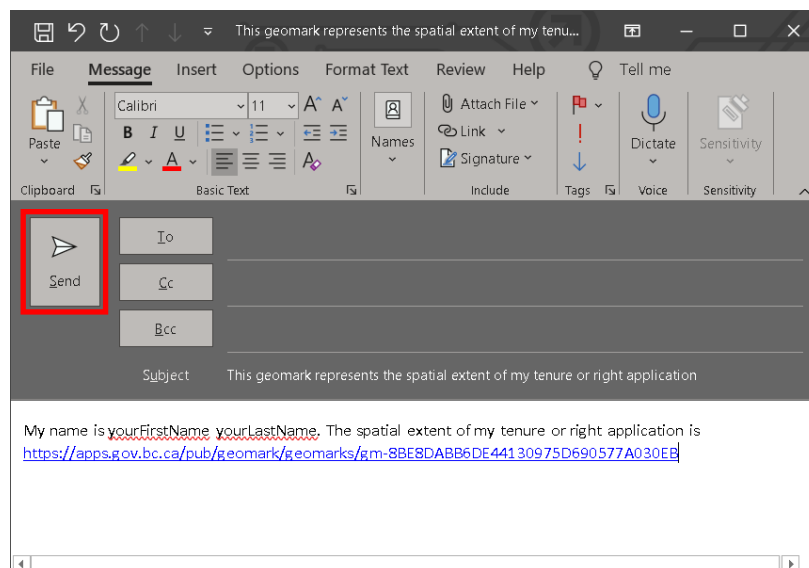 This geomark represents the spatial extent of my tenu...
File Message Insert Options Format Text Review Help Tell me
Calibri 11 A A
Attach File
Paste
B I U
Names
Link
Dictate
Sensitivity
A
A
Signature
Clipboard Basic Text Include Tags Voice Sensitivity
To
Send
Cc
Bcc
Subject This geomark represents the spatial extent of my tenure or right application
My name is yourFirstName yourLastName. The spatial extent of my tenure or right application is
https://apps.gov.bc.ca/pub/geomark/geomarks/gm-8BE8DABB6DE44130975D690577A030EB